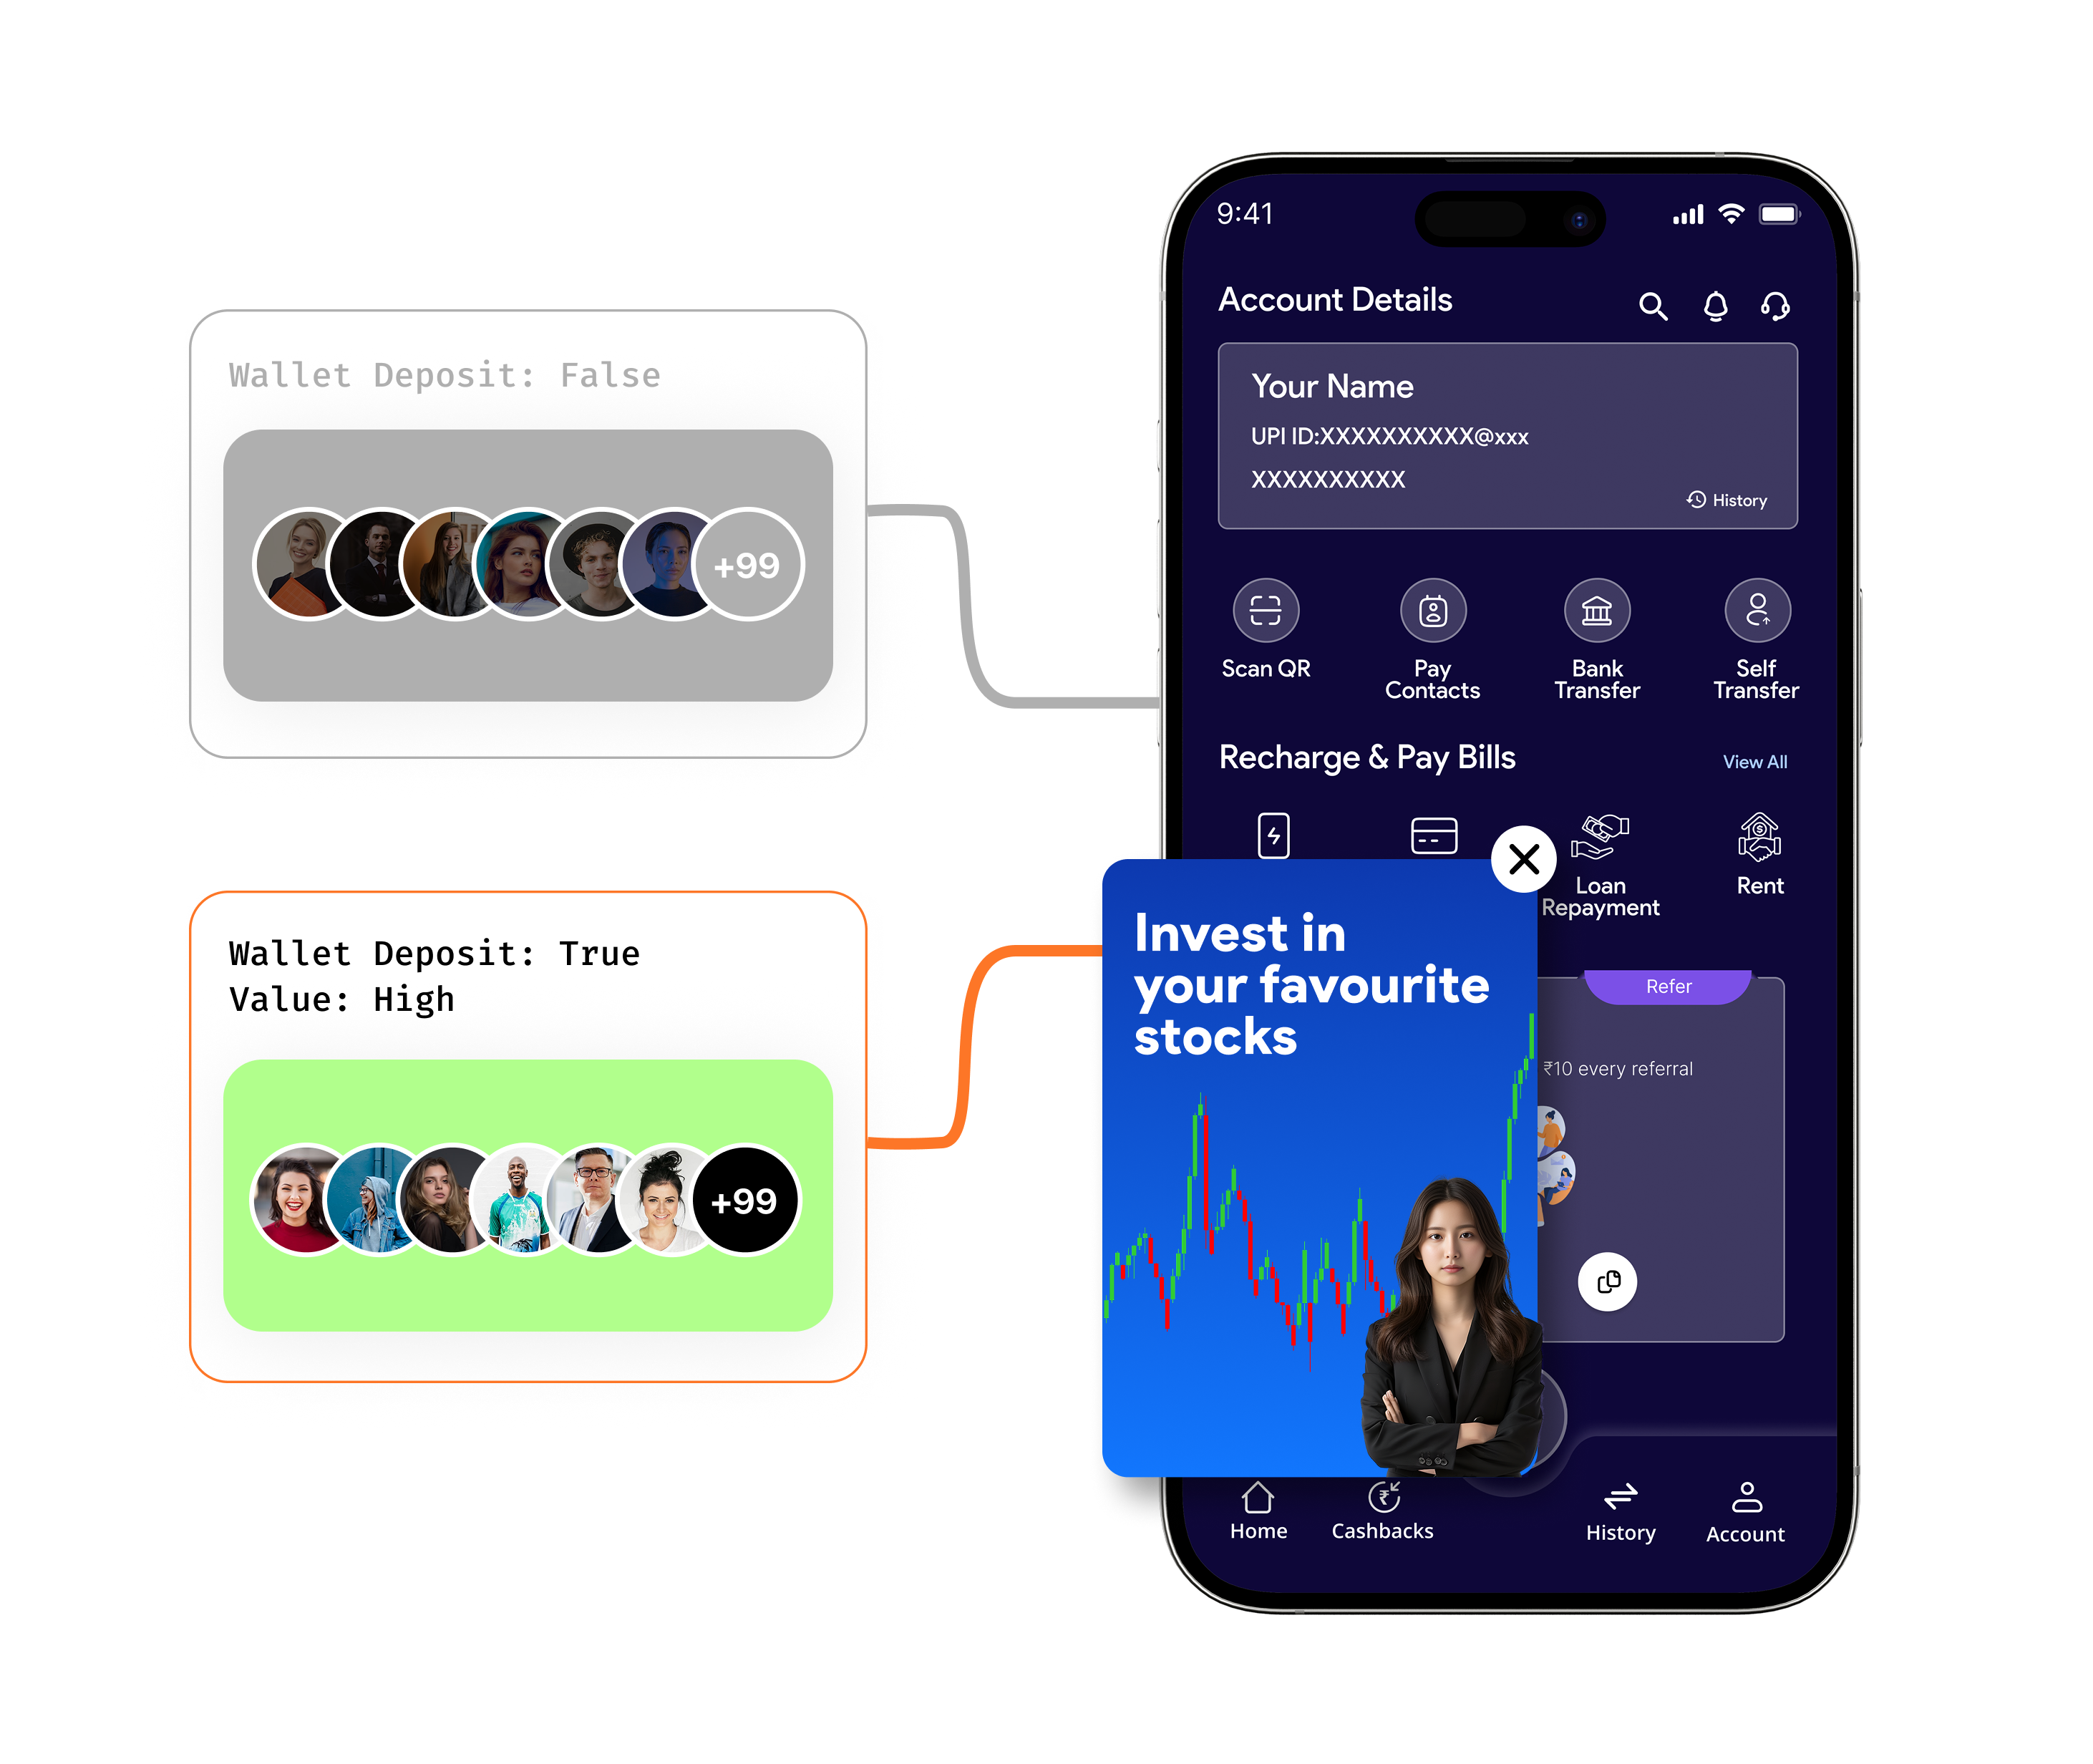 Wallet Deposit: False
+99
Wallet Deposit: True
Value: High
+99
9:41
Account Details
Your Name
UPI ID:XXXXXXXXXX@xxx
XXXXXXXXXX
History
Scan QR
Pay
Contacts
Bank
Transfer
Self
Transfer
Recharge & Pay Bills
View All
Loan
Repayment
Rent
Invest in
your favourite
stocks
Refer
₹10 every referral
Home
Cashbacks
History
Account